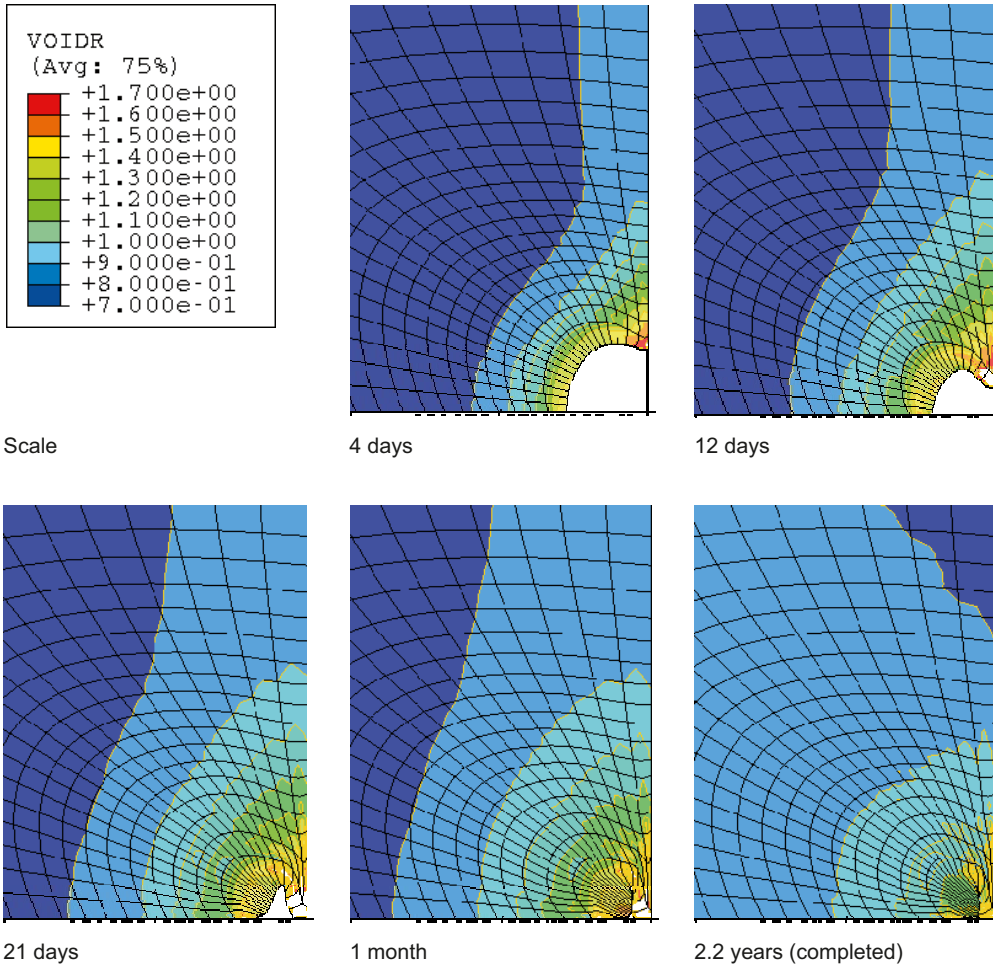 VOIDR
(Avg: 75%)
+1.700e+00
+1.600e+00
+1.500e+00
+1.400e+00
+1.300e+00
+1.200e+00
+1.100e+00
+1.000e+00
+9.000e-01
+8.000e-01
+7.000e-01
Scale
4 days
12 days
21 days
1 month
2.2 years (completed)